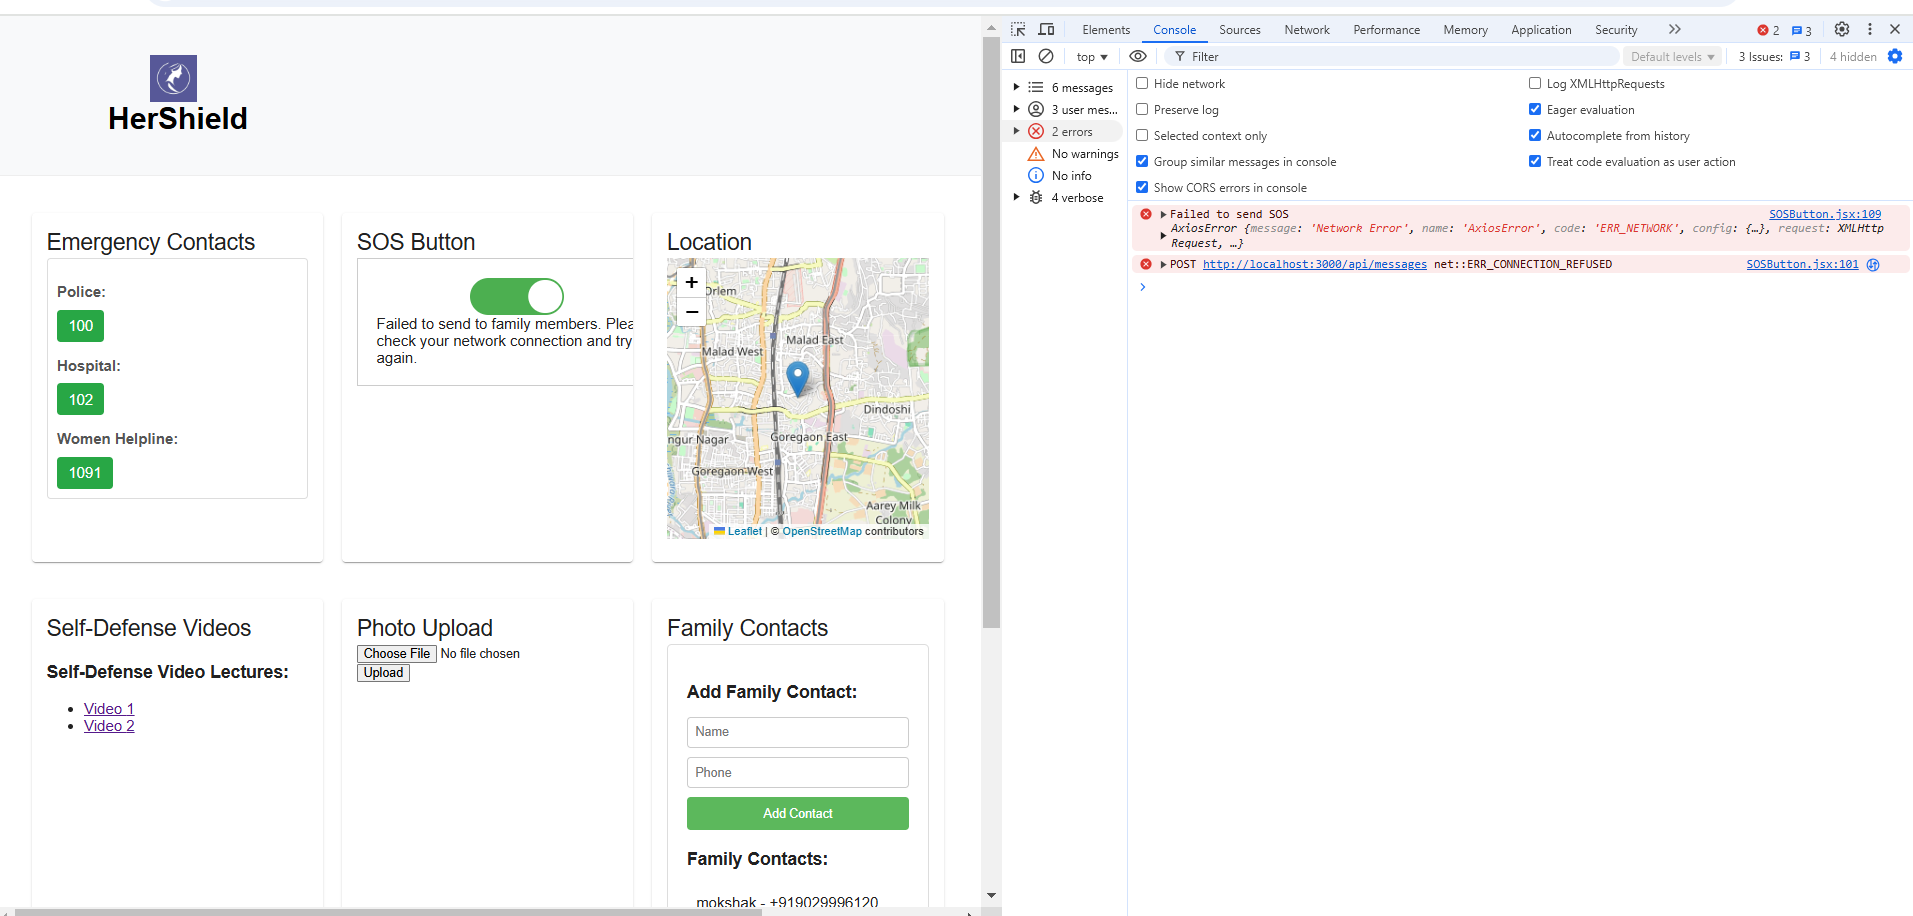 HerShield
Emergency Contacts
Police:
100
Hospital:
102
Women Helpline:
1091
SOS Button
Failed to send to family members. Plea
check your network connection and try
again.
Location
+
−
Orlem
Malad West
Malad East
Dindoshi
ngur Nagar
Goregaon East
Goregaon West
Aarey Milk
Colony
Leaflet | © OpenStreetMap contributors
Self-Defense Videos
Self-Defense Video Lectures:
Video 1
Video 2
Photo Upload
Choose File No file chosen
Upload
Family Contacts
Add Family Contact:
Name
Phone
Add Contact
Family Contacts:
mokshak - +919029996120
Elements Console Sources Network Performance Memory Application Security 2 3
top Filter Default levels 3 Issues: 3 4 hidden
6 messages
3 user mes...
2 errors
No warnings
No info
4 verbose
Hide network
Log XMLHttpRequests
Preserve log
Eager evaluation
Selected context only
Autocomplete from history
Group similar messages in console
Treat code evaluation as user action
Show CORS errors in console
Failed to send SOS SOSButton.jsx:109
AxiosError {message: 'Network Error', name: 'AxiosError', code: 'ERR_NETWORK', config: {…}, request: XMLHttp
Request, …}
POST http://localhost:3000/api/messages net::ERR_CONNECTION_REFUSED SOSButton.jsx:101